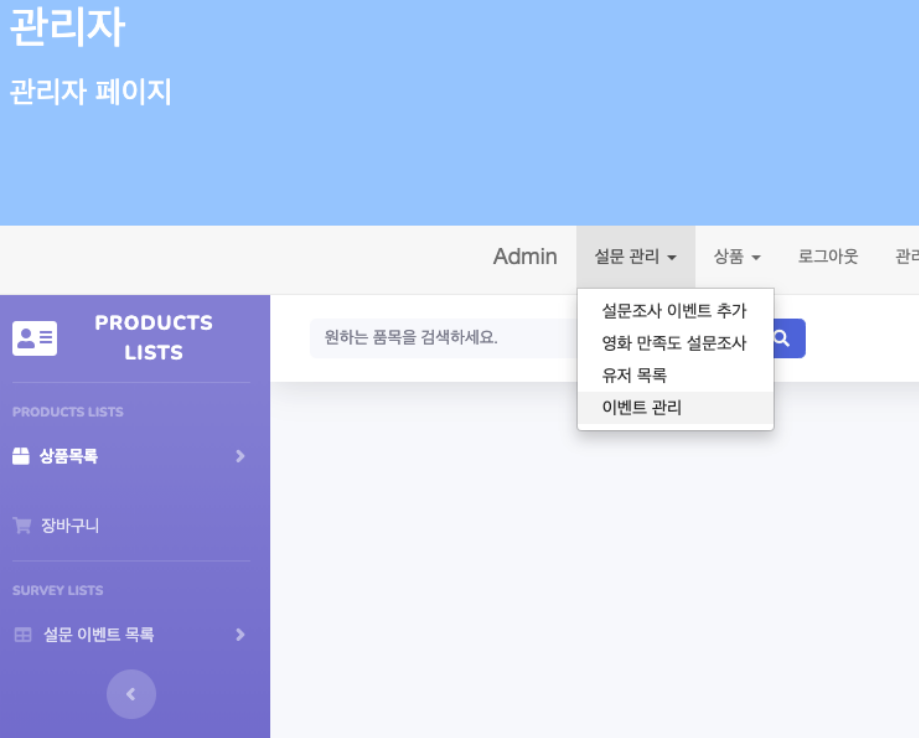 관리자
관리자 페이지
Admin 설문 관리 상품 로그아웃 관리
설문조사 이벤트 추가
영화 만족도 설문조사
유저 목록
이벤트 관리
원하는 품목을 검색하세요.
PRODUCTS
LISTS
PRODUCTS LISTS
상품목록
장바구니
SURVEY LISTS
설문 이벤트 목록